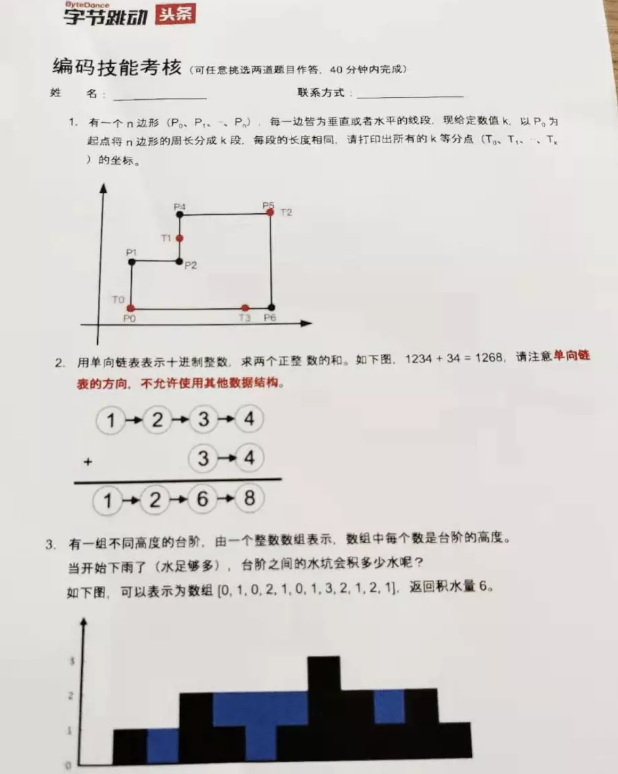 ByteDance
字节跳动 头条
编码技能考核（可任意挑选两道题目作答，40 分钟内完成）
姓 名： 联系方式：
1. 有一个 n 边形（P₀、P₁、…、Pₙ），每一边皆为垂直或者水平的线段，现给定数值 k，以 P₀ 为
起点将 n 边形的周长分成 k 段，每段的长度相同，请打印出所有的 k 等分点（T₀、T₁、…、Tₖ
）的坐标。
P4 P5 T2
T1
P1 P2
T0
P0 T3 P6
2. 用单向链表表示十进制整数，求两个正整 数的和。如下图，1234 + 34 = 1268，请注意单向链
表的方向，不允许使用其他数据结构。
1 2 3 4
+ 3 4
1 2 6 8
3. 有一组不同高度的台阶，由一个整数数组表示，数组中每个数是台阶的高度。
当开始下雨了（水足够多），台阶之间的水坑会积多少水呢？
如下图，可以表示为数组 [0, 1, 0, 2, 1, 0, 1, 3, 2, 1, 2, 1]，返回积水量 6。
3
2
1
0